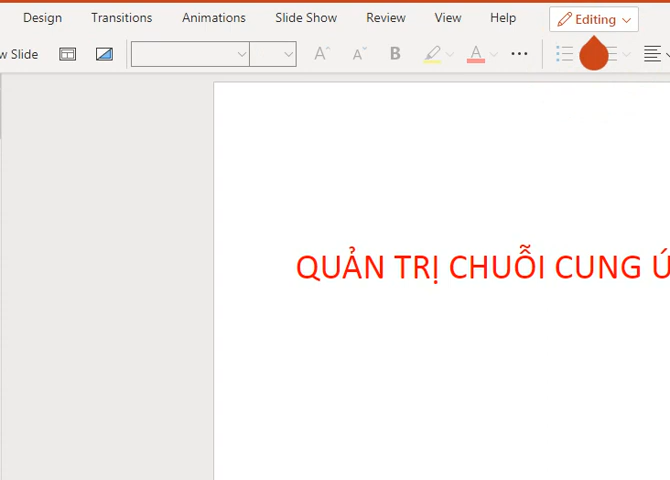 Design Transitions Animations Slide Show Review View Help Editing
Slide A A B A
QUẢN TRỊ CHUỖI CUNG